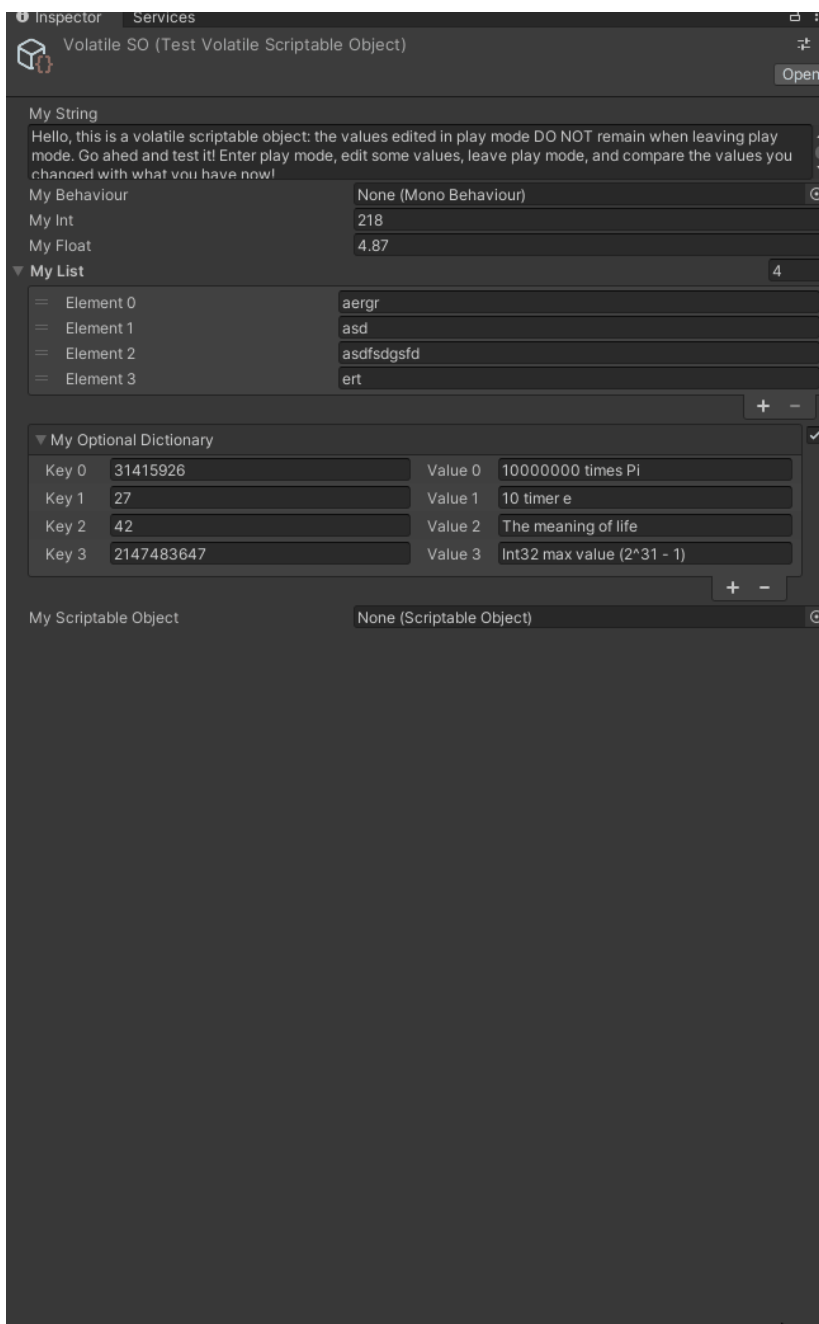 Inspector Services
Volatile SO (Test Volatile Scriptable Object)
Open
My String
Hello, this is a volatile scriptable object: the values edited in play mode DO NOT remain when leaving play
mode. Go ahed and test it! Enter play mode, edit some values, leave play mode, and compare the values you
changed with what you have now!
My Behaviour None (Mono Behaviour)
My Int 218
My Float 4.87
My List 4
Element 0 aergr
Element 1 asd
Element 2 asdfsdgsfd
Element 3 ert
My Optional Dictionary
Key 0 31415926 Value 0 10000000 times Pi
Key 1 27 Value 1 10 timer e
Key 2 42 Value 2 The meaning of life
Key 3 2147483647 Value 3 Int32 max value (2^31 - 1)
My Scriptable Object None (Scriptable Object)